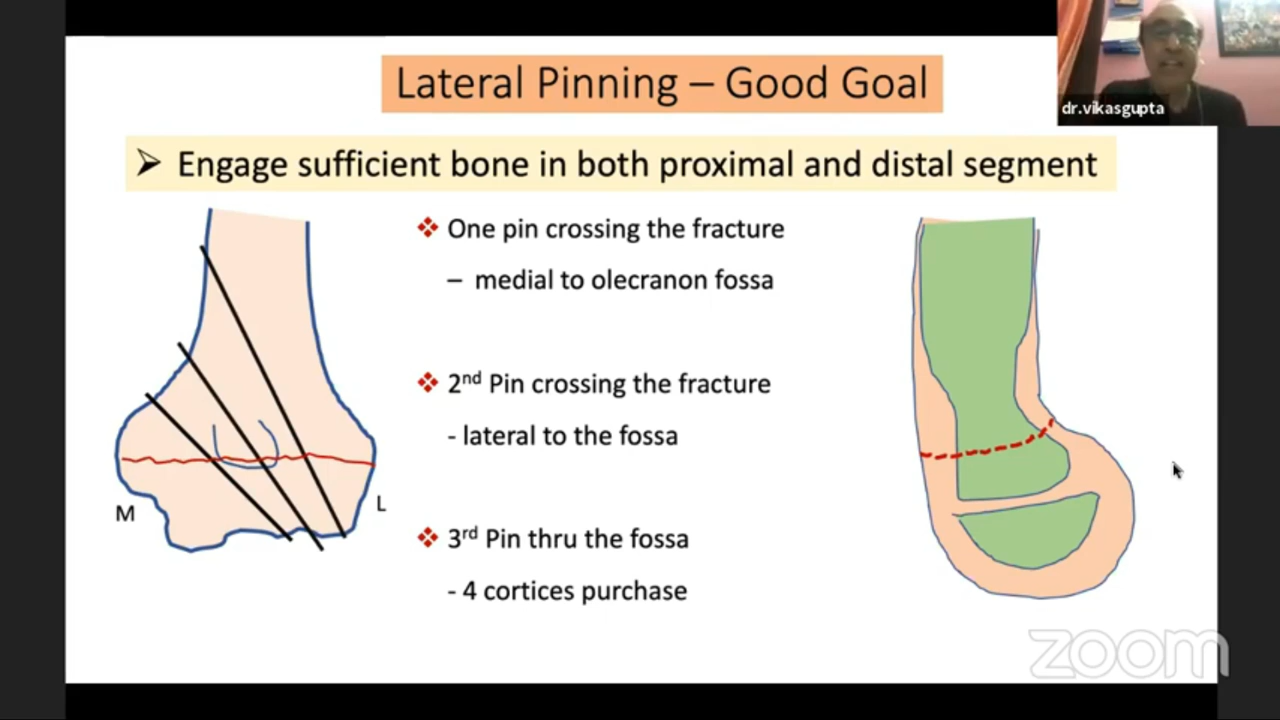 Lateral Pinning – Good Goal
dr.vikasgupta
➢ Engage sufficient bone in both proximal and distal segment
❖ One pin crossing the fracture
– medial to olecranon fossa
❖ 2nd Pin crossing the fracture
- lateral to the fossa
M
L
❖ 3rd Pin thru the fossa
- 4 cortices purchase
zoom